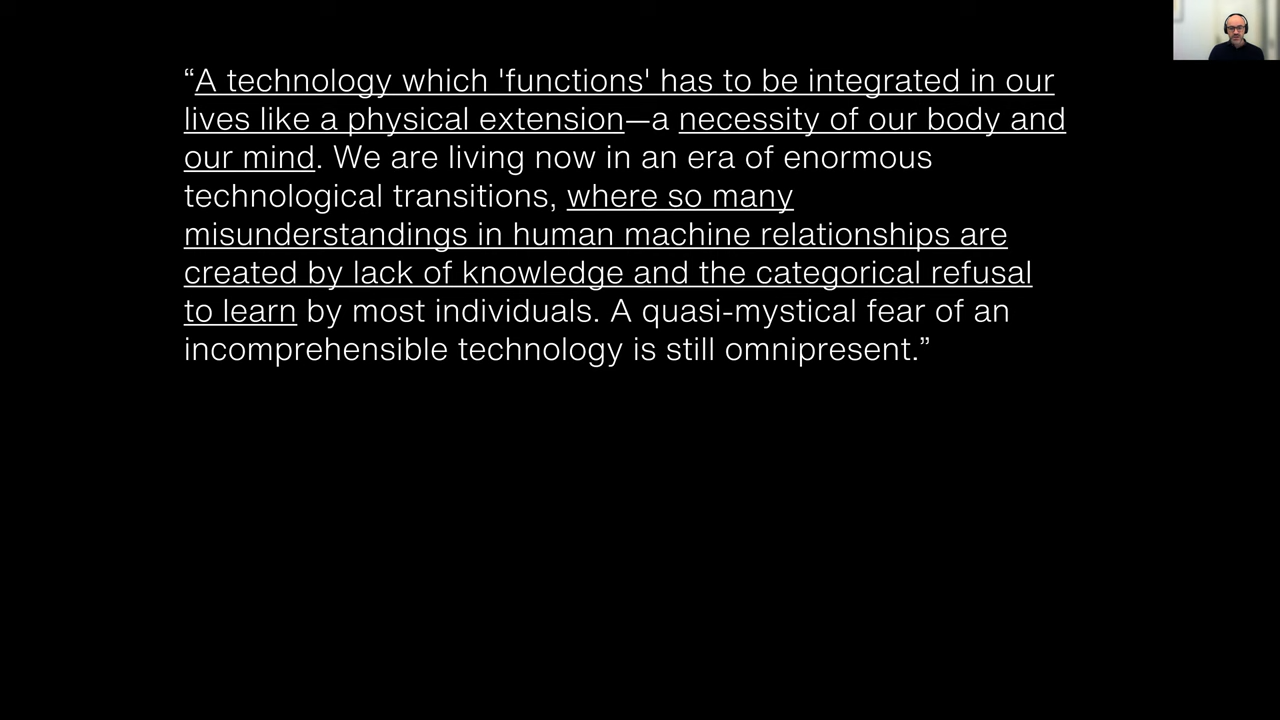 “A technology which 'functions' has to be integrated in our
lives like a physical extension—a necessity of our body and
our mind. We are living now in an era of enormous
technological transitions, where so many
misunderstandings in human machine relationships are
created by lack of knowledge and the categorical refusal
to learn by most individuals. A quasi-mystical fear of an
incomprehensible technology is still omnipresent.”